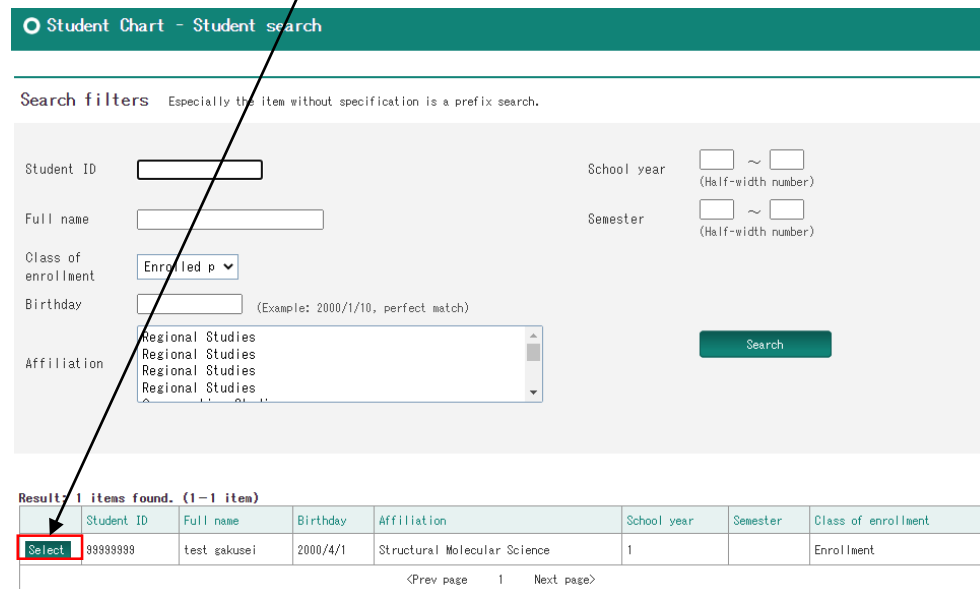 Student Chart - Student search
Search filters Especially the item without specification is a prefix search.
Student ID
School year ～
(Half-width number)
Full name
Semester ～
(Half-width number)
Class of enrollment Enrolled p
Birthday (Example: 2000/1/10, perfect match)
Affiliation
Regional Studies
Regional Studies
Regional Studies
Regional Studies
Search
Result: 1 items found. (1－1 item)
Student ID Full name Birthday Affiliation School year Semester Class of enrollment
Select 99999999 test gakusei 2000/4/1 Structural Molecular Science 1 Enrollment
<Prev page 1 Next page>